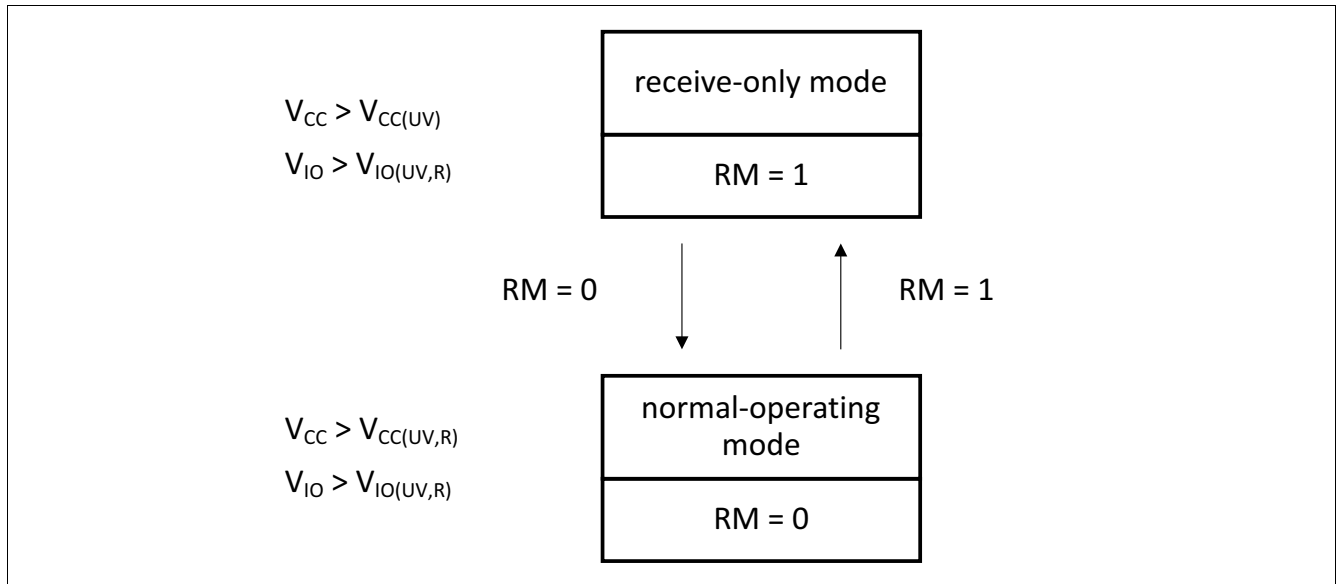 receive-only mode
V_CC > V_CC(UV)
V_IO > V_IO(UV,R)
RM = 1
RM = 0
RM = 1
normal-operating
mode
V_CC > V_CC(UV,R)
V_IO > V_IO(UV,R)
RM = 0